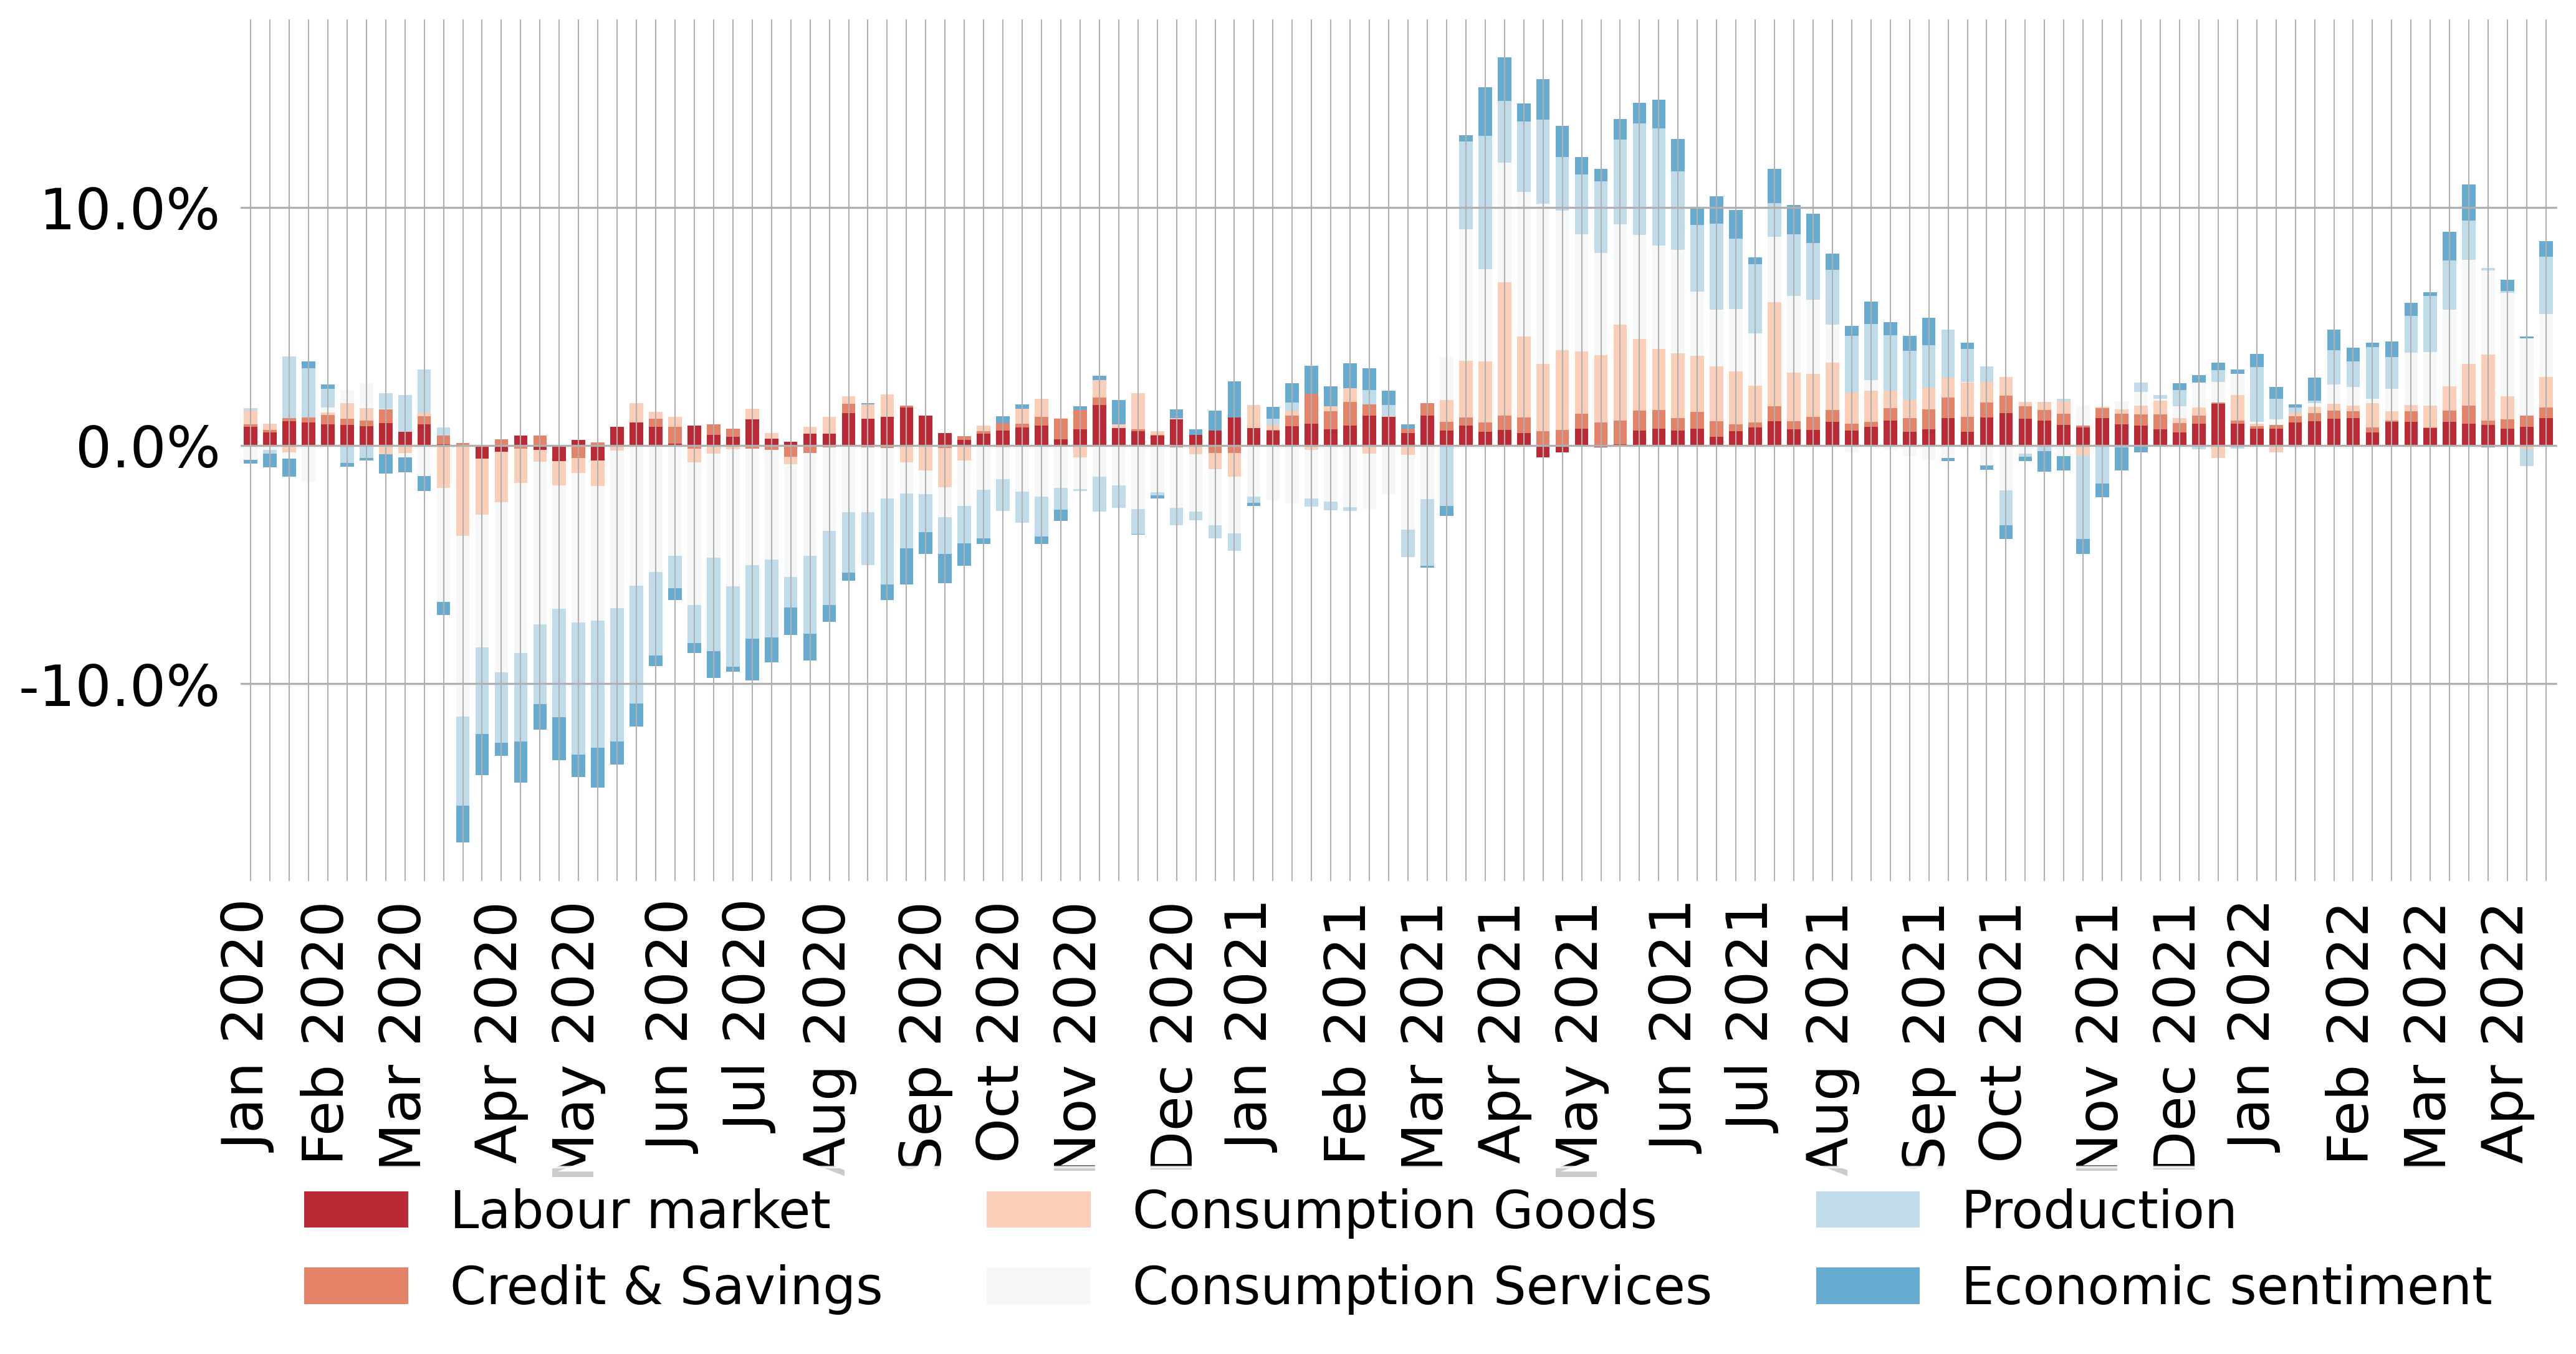 10.0%
0.0%
-10.0%
Jan 2020
Feb 2020
Mar 2020
Apr 2020
May 2020
Jun 2020
Jul 2020
Aug 2020
Sep 2020
Oct 2020
Nov 2020
Dec 2020
Jan 2021
Feb 2021
Mar 2021
Apr 2021
May 2021
Jun 2021
Jul 2021
Aug 2021
Sep 2021
Oct 2021
Nov 2021
Dec 2021
Jan 2022
Feb 2022
Mar 2022
Apr 2022
Labour market
Consumption Goods
Production
Credit & Savings
Consumption Services
Economic sentiment